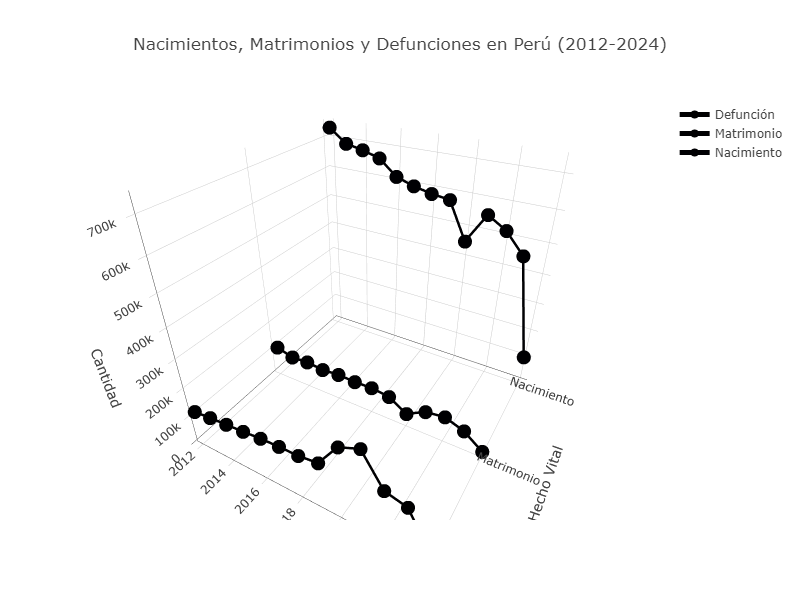 Nacimientos, Matrimonios y Defunciones en Perú (2012-2024)
Defunción
Matrimonio
Nacimiento
700k
600k
500k
400k
300k
200k
100k
0
Cantidad
2012
2014
2016
18
Nacimiento
Matrimonio
Hecho Vital